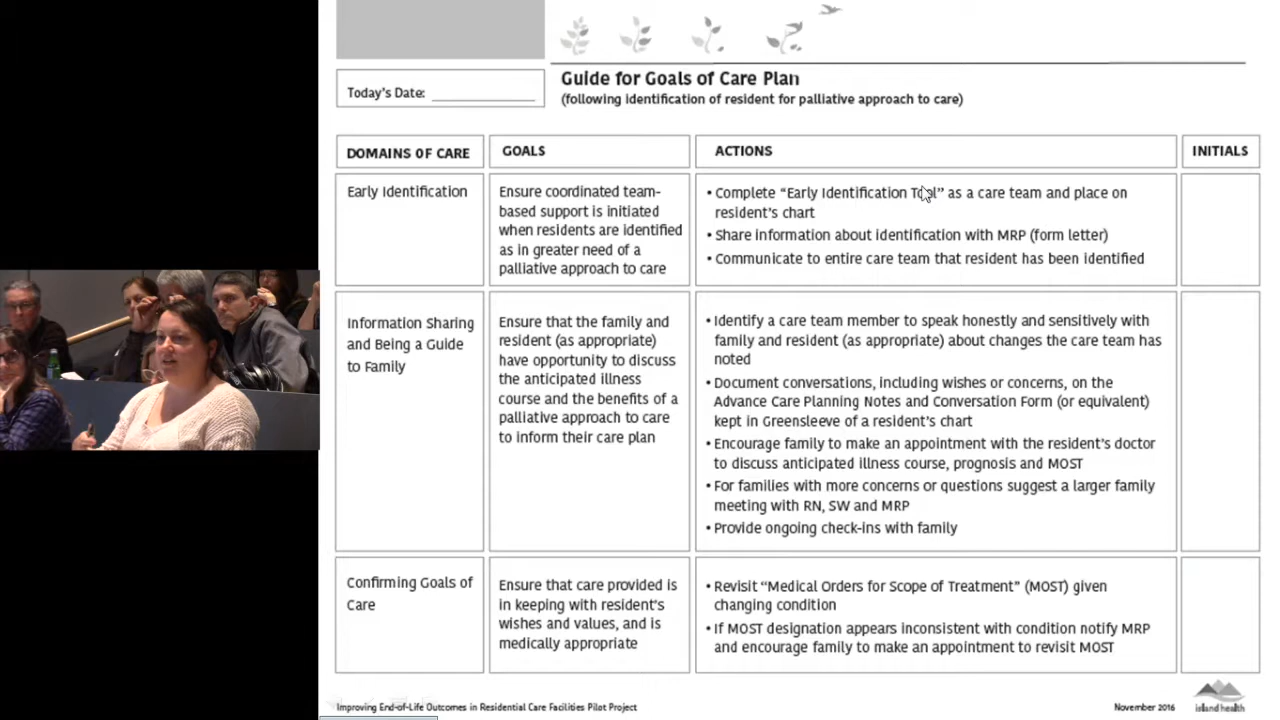 Today's Date:
Guide for Goals of Care Plan
(following identification of resident for palliative approach to care)
DOMAINS OF CARE
GOALS
ACTIONS
INITIALS
Early Identification
Ensure coordinated team-
based support is initiated
when residents are identified
as in greater need of a
palliative approach to care
• Complete “Early Identification Tool” as a care team and place on
resident's chart
• Share information about identification with MRP (form letter)
• Communicate to entire care team that resident has been identified
Information Sharing
and Being a Guide
to Family
Ensure that the family and
resident (as appropriate)
have opportunity to discuss
the anticipated illness
course and the benefits of a
palliative approach to care
to inform their care plan
• Identify a care team member to speak honestly and sensitively with
family and resident (as appropriate) about changes the care team has
noted
• Document conversations, including wishes or concerns, on the
Advance Care Planning Notes and Conversation Form (or equivalent)
kept in Greensleeve of a resident's chart
• Encourage family to make an appointment with the resident's doctor
to discuss anticipated illness course, prognosis and MOST
• For families with more concerns or questions suggest a larger family
meeting with RN, SW and MRP
• Provide ongoing check-ins with family
Confirming Goals of
Care
Ensure that care provided is
in keeping with resident's
wishes and values, and is
medically appropriate
• Revisit “Medical Orders for Scope of Treatment” (MOST) given
changing condition
• If MOST designation appears inconsistent with condition notify MRP
and encourage family to make an appointment to revisit MOST
Improving End-of-Life Outcomes in Residential Care Facilities Pilot Project
November 2016
island health